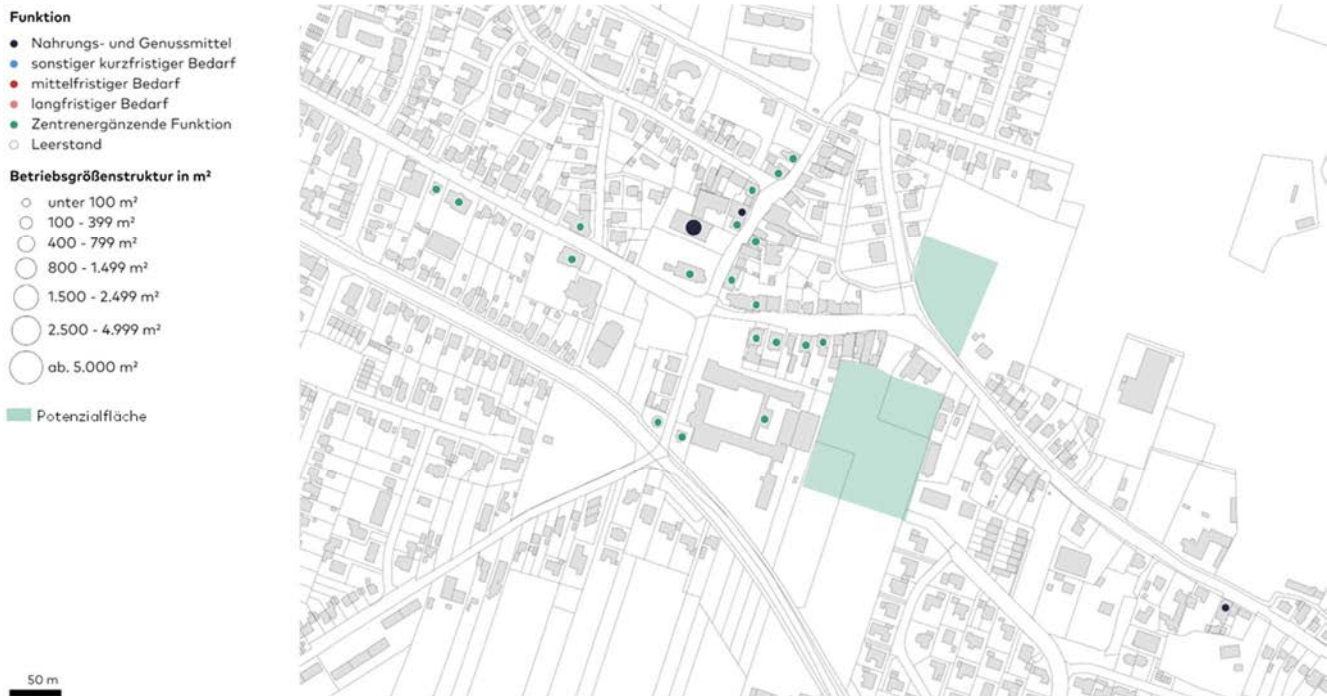 Funktion
Nahrungs- und Genussmittel
sonstiger kurzfristiger Bedarf
mittelfristiger Bedarf
langfristiger Bedarf
Zentrenergänzende Funktion
Leerstand
Betriebsgrößenstruktur in m²
unter 100 m²
100 - 399 m²
400 - 799 m²
800 - 1.499 m²
1.500 - 2.499 m²
2.500 - 4.999 m²
ab. 5.000 m²
Potenzialfläche
50 m